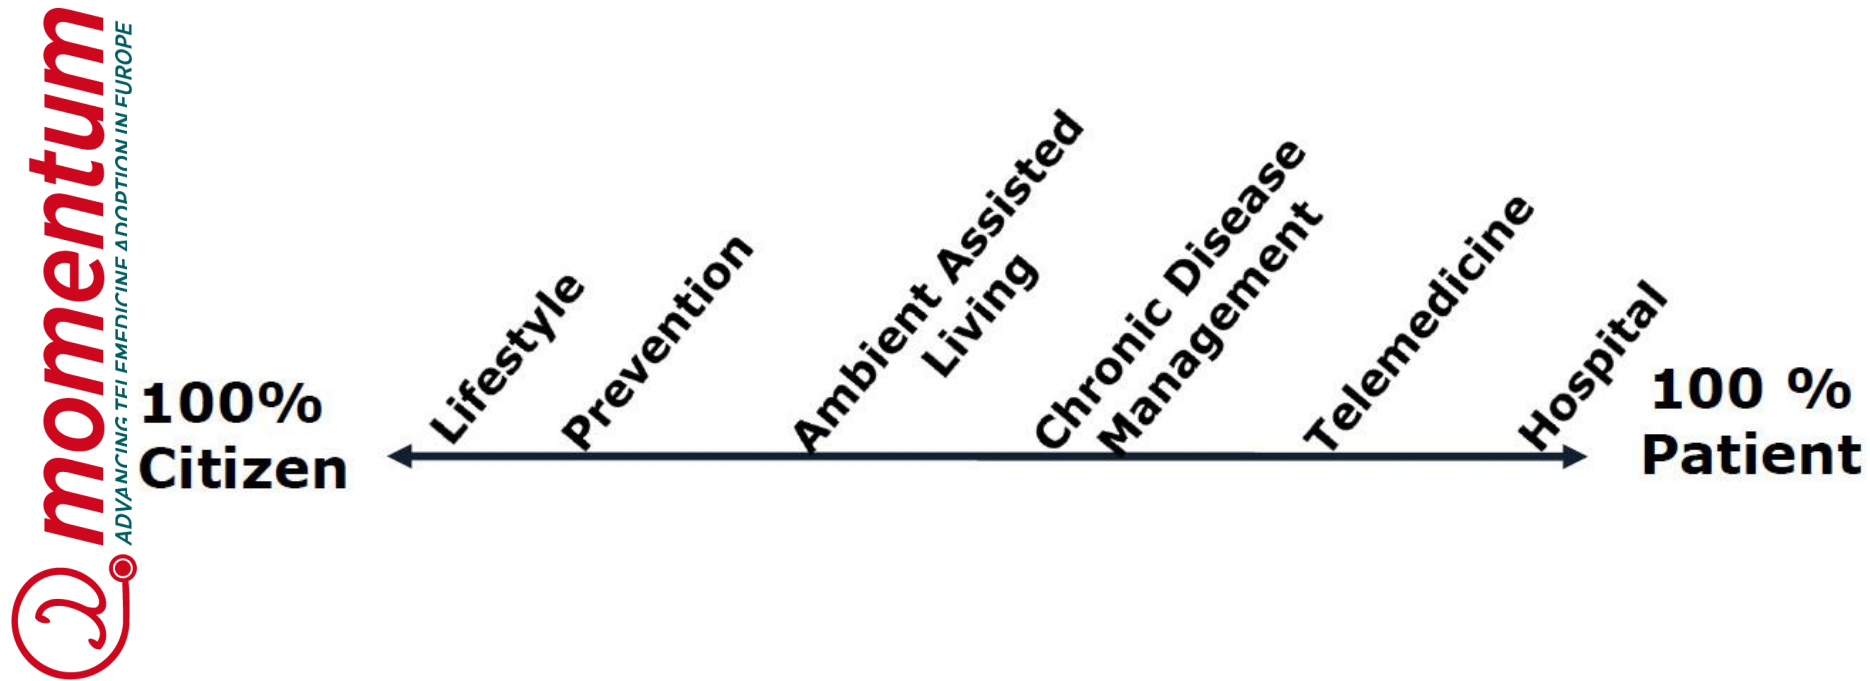 momentum
ADVANCING TELEMEDICINE ADOPTION IN EUROPE
100%
Citizen
Lifestyle
Prevention
Ambient Assisted
Living
Chronic Disease
Management
Telemedicine
Hospital
100 %
Patient